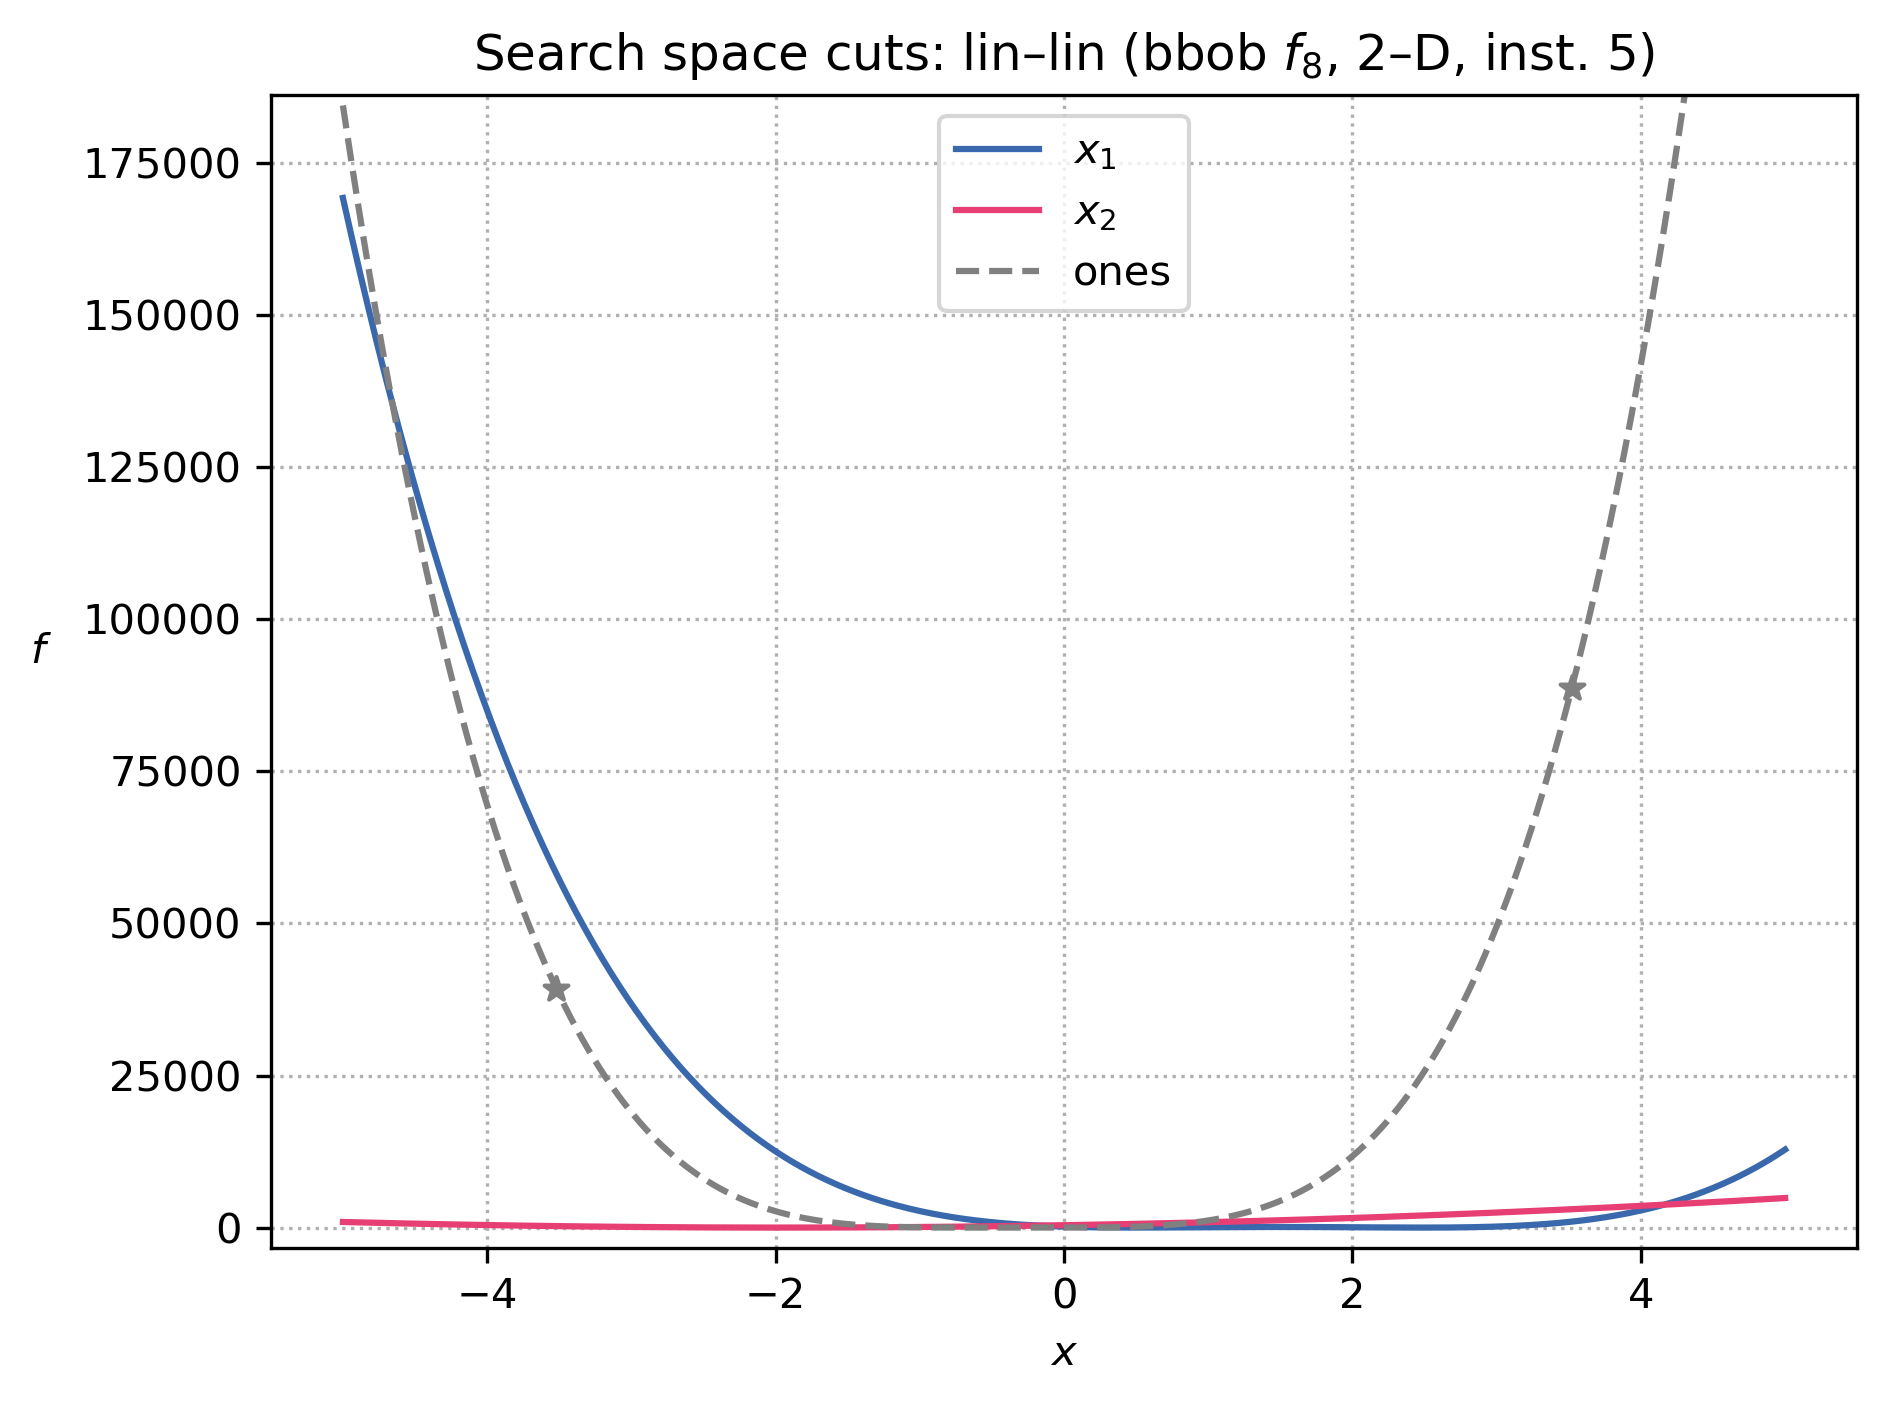 Search space cuts: lin–lin (bbob f₈, 2–D, inst. 5)
x₁
x₂
ones
175000
150000
125000
100000
75000
50000
25000
0
f
−4
−2
0
2
4
x